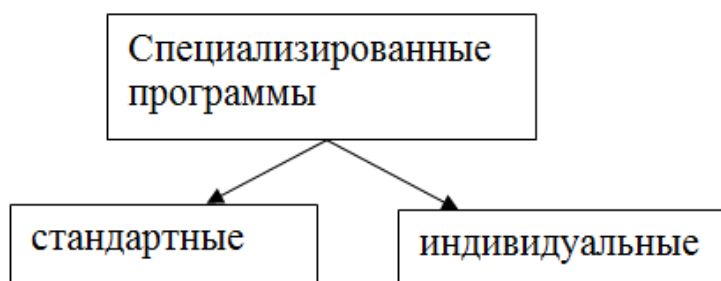 Специализированные
программы
стандартные
индивидуальные